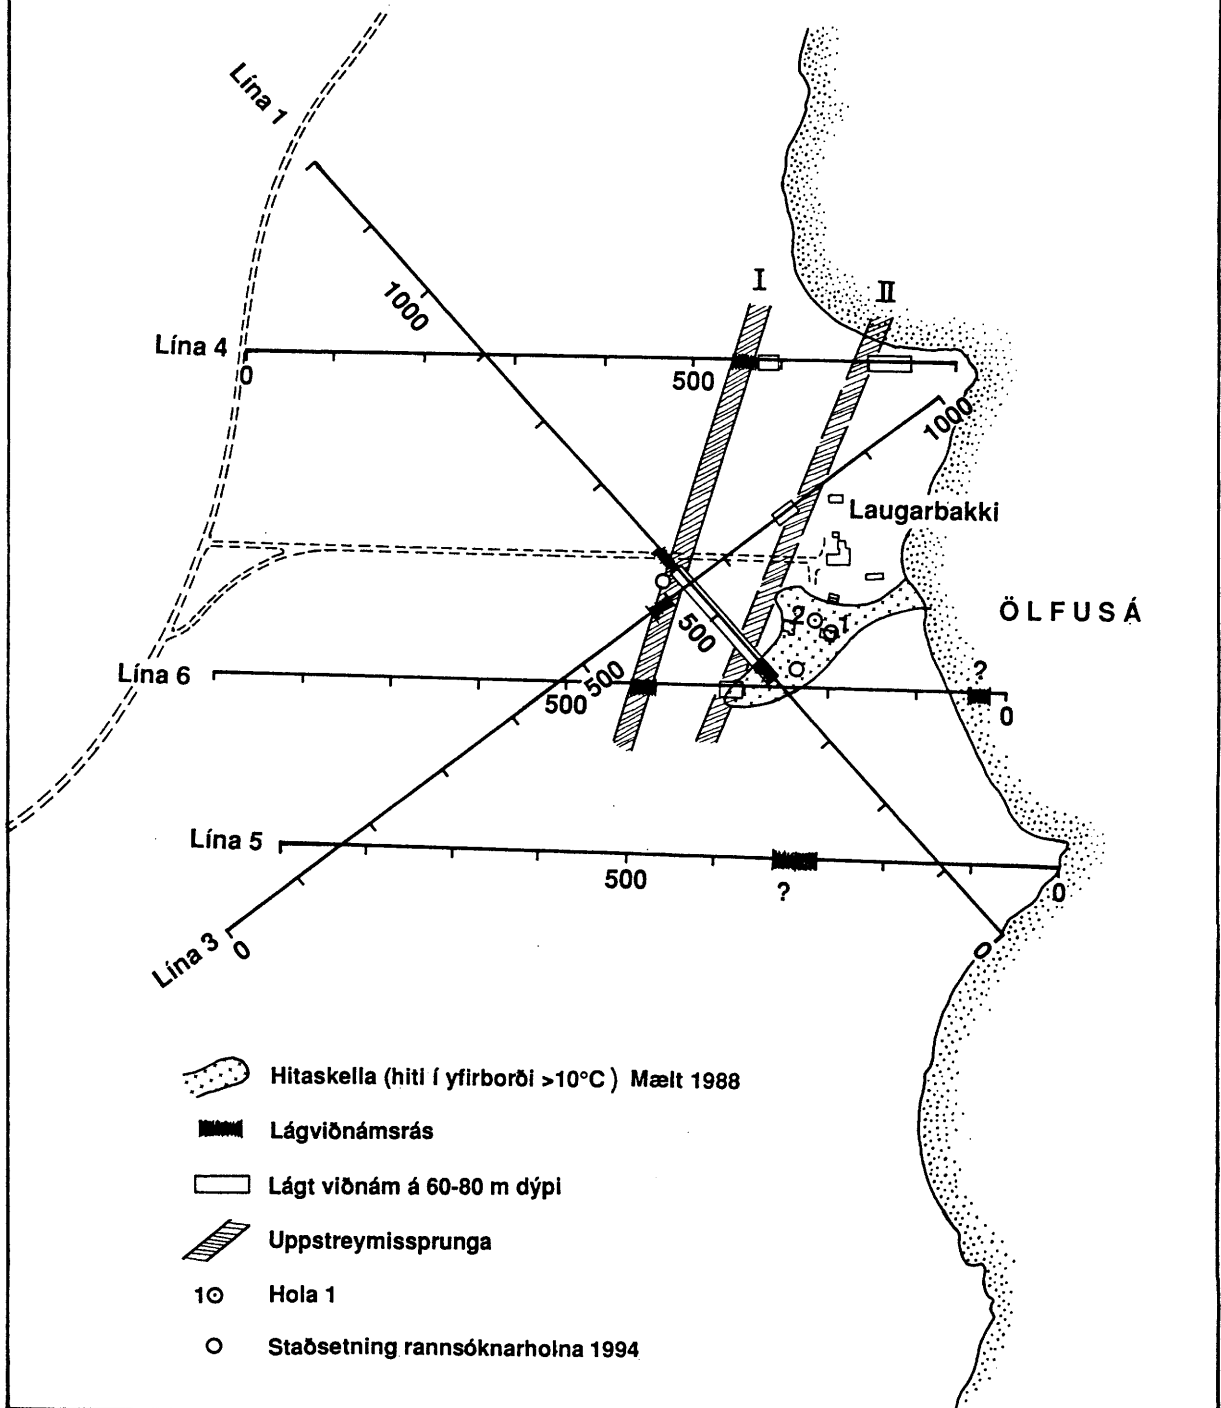 Lína 1
1000
I
II
Lína 4
0
500
1000
Laugarbakki
2
1
ÖLFUSÁ
500
Lína 6
500
500
?
0
Lína 5
500
?
0
Lína 3
0
0
Hitaskella (hiti í yfirborði >10°C) Mælt 1988
Lágviðnámsrás
Lágt viðnám á 60-80 m dýpi
Uppstreymissprunga
1 Hola 1
Staðsetning rannsóknarholna 1994